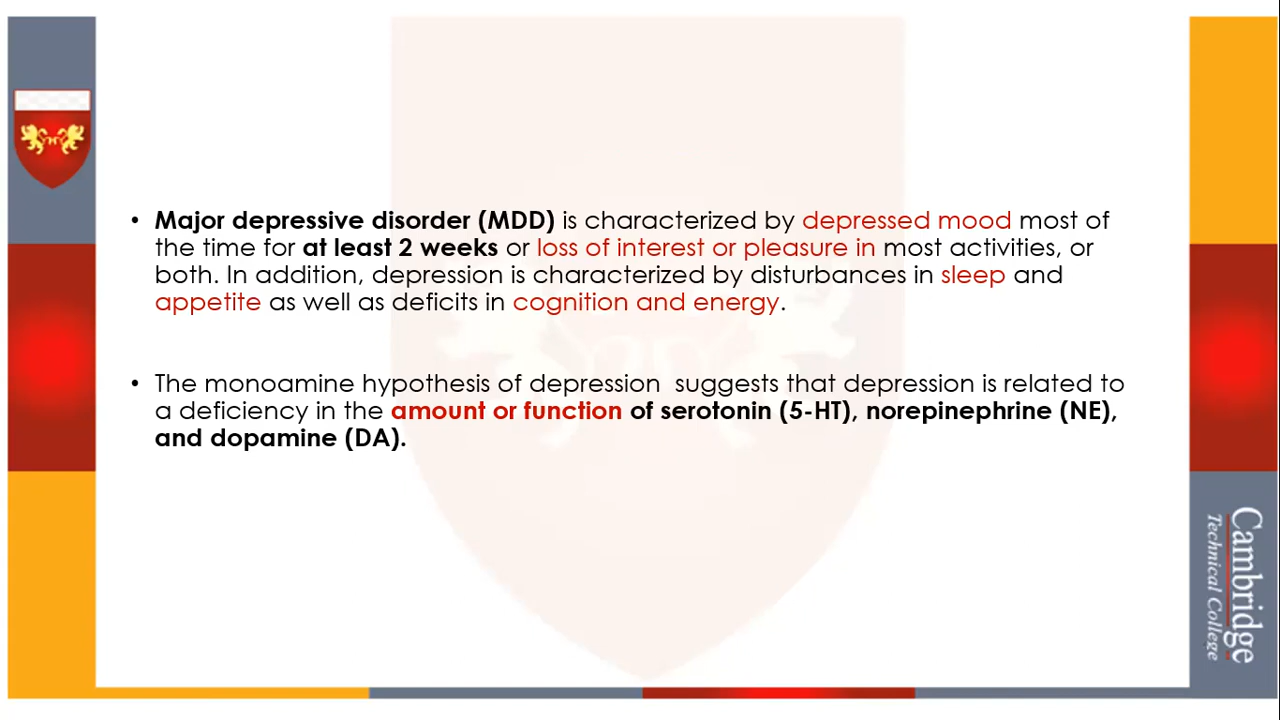 • Major depressive disorder (MDD) is characterized by depressed mood most of
the time for at least 2 weeks or loss of interest or pleasure in most activities, or
both. In addition, depression is characterized by disturbances in sleep and
appetite as well as deficits in cognition and energy.
• The monoamine hypothesis of depression  suggests that depression is related to
a deficiency in the amount or function of serotonin (5-HT), norepinephrine (NE),
and dopamine (DA).
Cambridge
Technical College